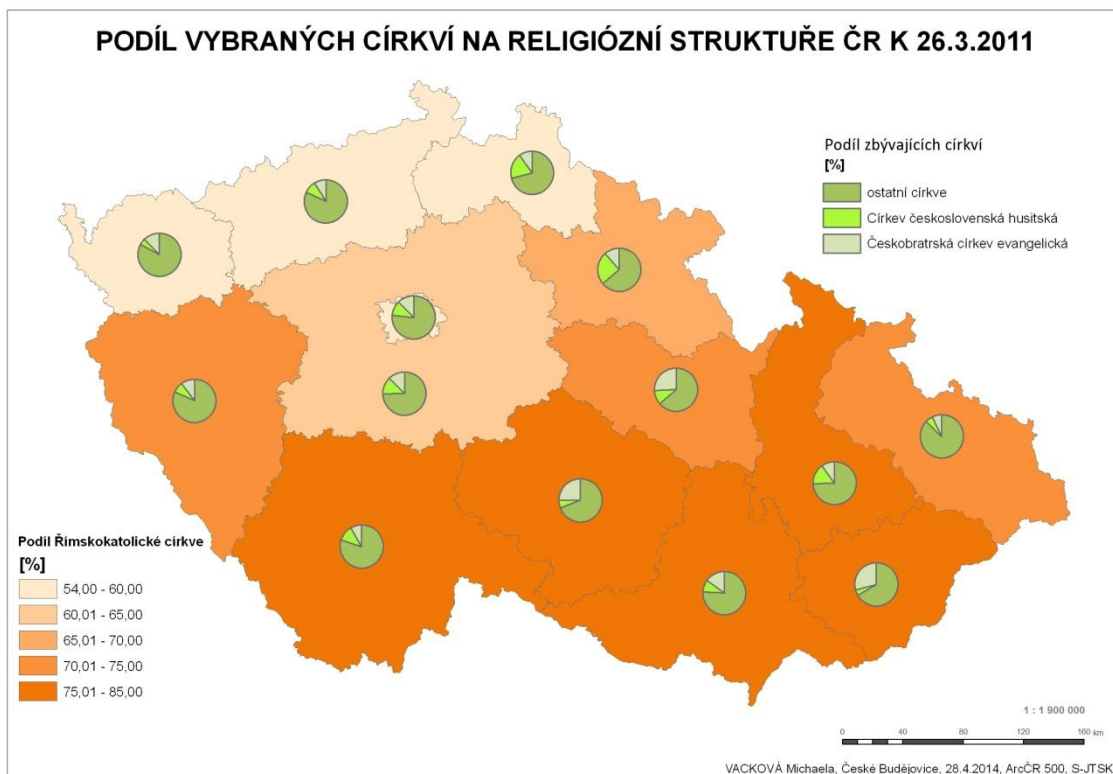 PODÍL VYBRANÝCH CÍRKVÍ NA RELIGIÓZNÍ STRUKTUŘE ČR K 26.3.2011
Podíl zbývajících církví
[%]
ostatní církve
Církev československá husitská
Českobratrská církev evangelická
Podíl Římskokatolické církve
[%]
54,00 - 60,00
60,01 - 65,00
65,01 - 70,00
70,01 - 75,00
75,01 - 85,00
1 : 1 900 000
0 40 80 120 160 km
VACKOVÁ Michaela, České Budějovice, 28.4.2014, ArcČR 500, S-JTSK